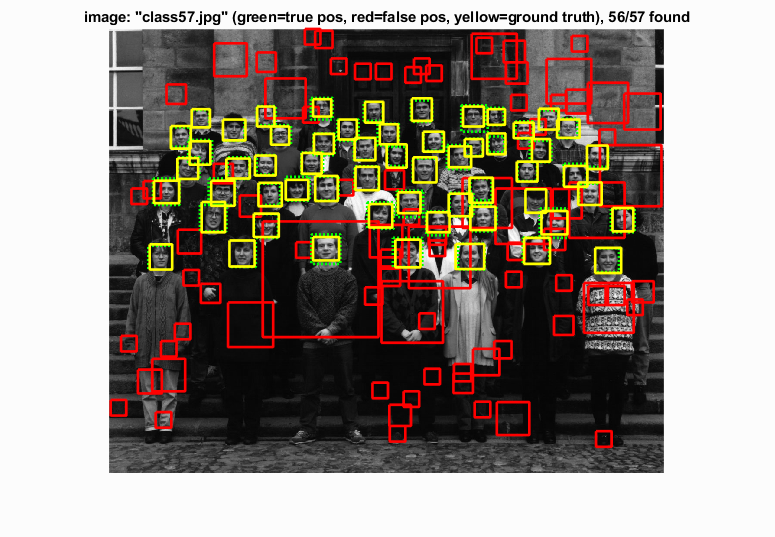 image: "class57.jpg" (green=true pos, red=false pos, yellow=ground truth), 56/57 found